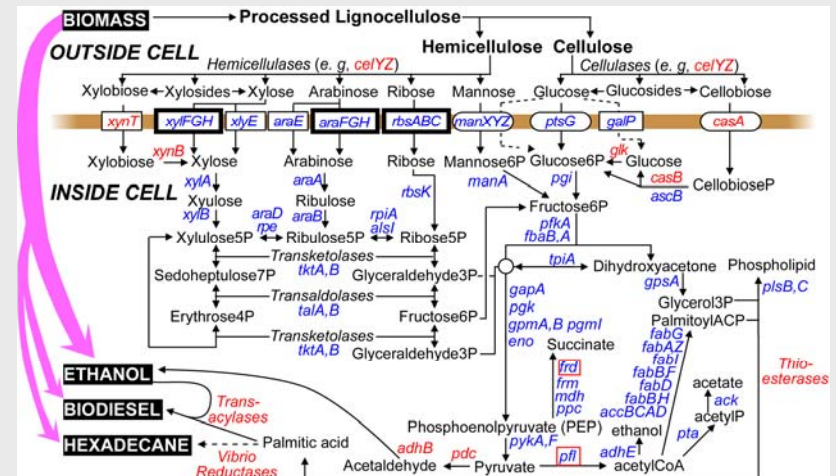 BIOMASS Processed Lignocellulose
OUTSIDE CELL Hemicellulose Cellulose
Hemicellulases (e. g, celYZ) Cellulases (e. g, celYZ)
Xylobiose Xylosides Xylose Arabinose Ribose Mannose Glucose Glucosides Cellobiose
xynT xylFGH xlyE araE araFGH rbsABC manXYZ ptsG galP casA
Xylobiose xynB Xylose Arabinose Ribose Mannose6P Glucose6P glk Glucose
INSIDE CELL xylA araA rbsK manA pgi casB CellobioseP
ascB
Xylulose Ribulose Fructose6P
xylB araD araB rpiA pfkA
rpe alsI fbaB,A
Xylulose5P Ribulose5P Ribose5P
Transketolases tpiA Dihydroxyacetone Phospholipid
tktA,B
Sedoheptulose7P Glyceraldehyde3P gpsA plsB,C
Transaldolases gapA Glycerol3P
talA,B pgk
Erythrose4P Fructose6P gpmA,B pgmI PalmitoylACP
Transketolases eno fabG
tktA,B Glyceraldehyde3P Succinate fabAZ
fabI
ETHANOL frd fabB,F acetate Thio-
esterases
frm fabD
BIODIESEL Trans-
acylases mdh fabB,H ack
ppc accBCAD acetylP
HEXADECANE Phosphoenolpyruvate (PEP) ethanol
Vibrio
Reductases Palmitic acid adhB pykA,F adhE pta
Acetaldehyde pdc Pyruvate pfl acetylCoA